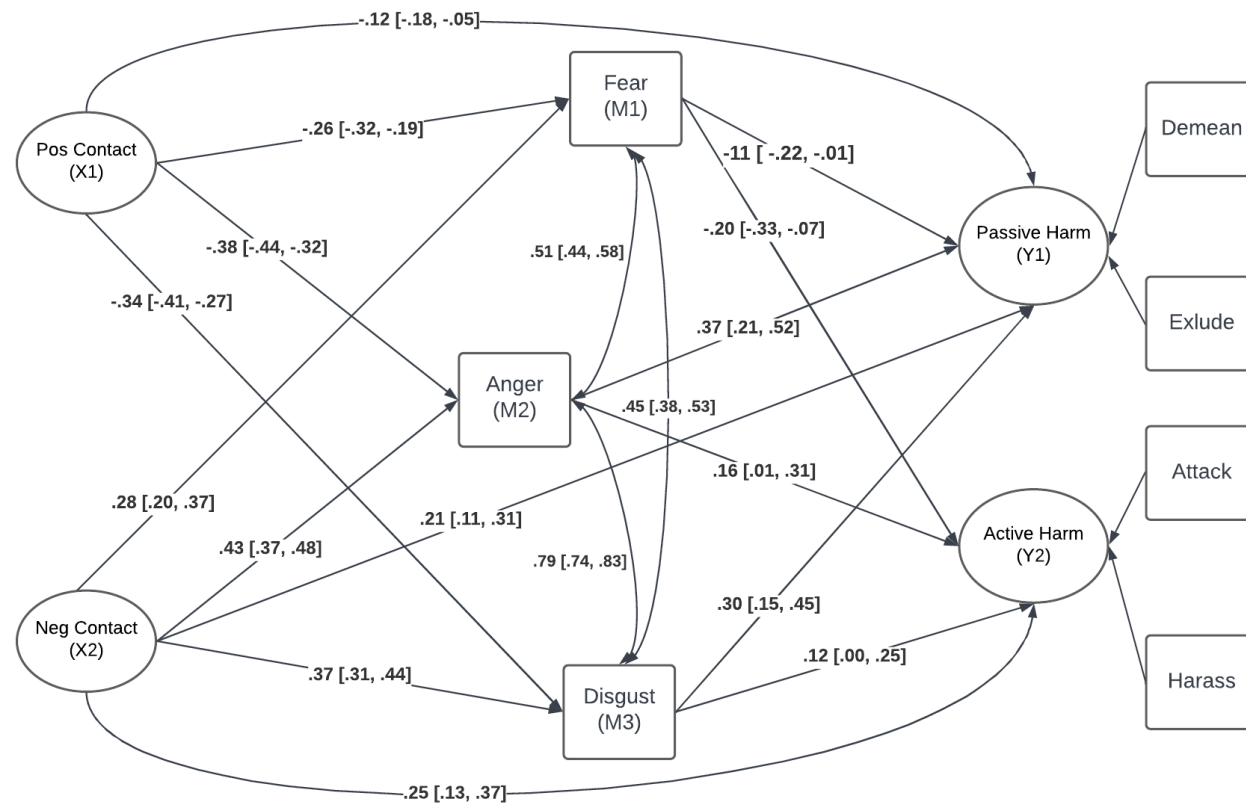 -.12 [-.18, -.05]
Fear
(M1)
Demean
-.26 [-.32, -.19]
Pos Contact
(X1)
-11 [ -.22, -.01]
-.20 [-.33, -.07]
Passive Harm
(Y1)
-.38 [-.44, -.32]
.51 [.44, .58]
-.34 [-.41, -.27]
.37 [.21, .52]
Exlude
Anger
(M2)
.45 [.38, .53]
.16 [.01, .31]
Attack
.28 [.20, .37]
.21 [.11, .31]
.43 [.37, .48]
Active Harm
(Y2)
.79 [.74, .83]
.30 [.15, .45]
Neg Contact
(X2)
.12 [.00, .25]
.37 [.31, .44]
Disgust
(M3)
Harass
.25 [.13, .37]